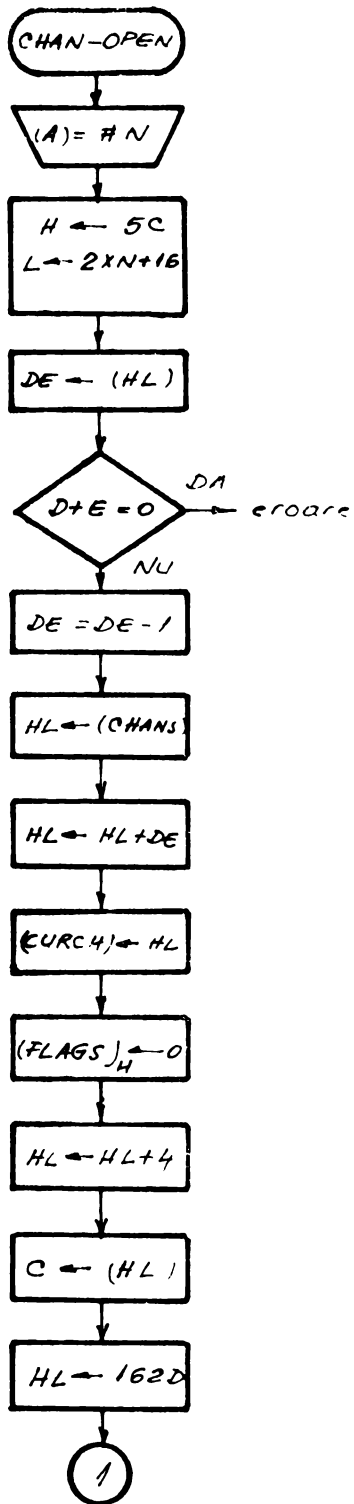 CHAN-OPEN
(A) = # N
H ← 5C
L ← 2XN+16
DE ← (HL)
D+E = 0
DA
eroare
NU
DE = DE - 1
HL ← (CHANS)
HL ← HL+DE
(CURCH) ← HL
(FLAGS)H ← 0
HL ← HL+4
C ← (HL)
HL ← 162D
1